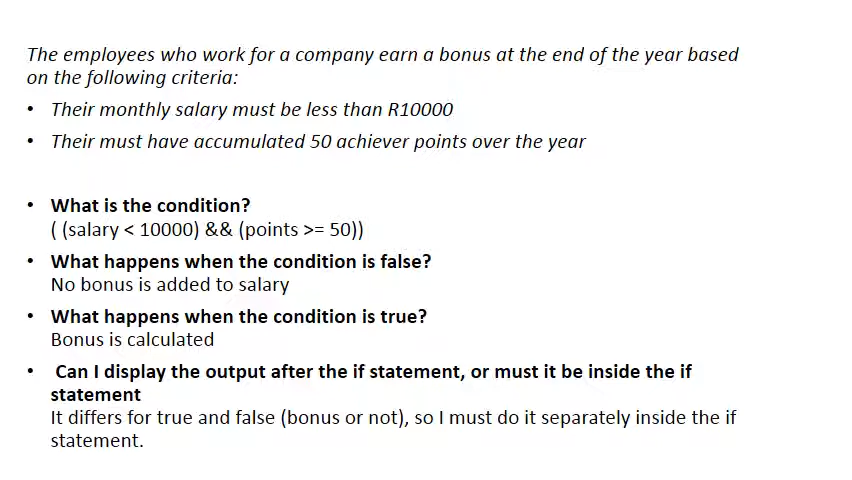 The employees who work for a company earn a bonus at the end of the year based
on the following criteria:
• Their monthly salary must be less than R10000
• Their must have accumulated 50 achiever points over the year
• What is the condition?
( (salary < 10000) && (points >= 50))
• What happens when the condition is false?
No bonus is added to salary
• What happens when the condition is true?
Bonus is calculated
• Can I display the output after the if statement, or must it be inside the if
statement
It differs for true and false (bonus or not), so I must do it separately inside the if
statement.